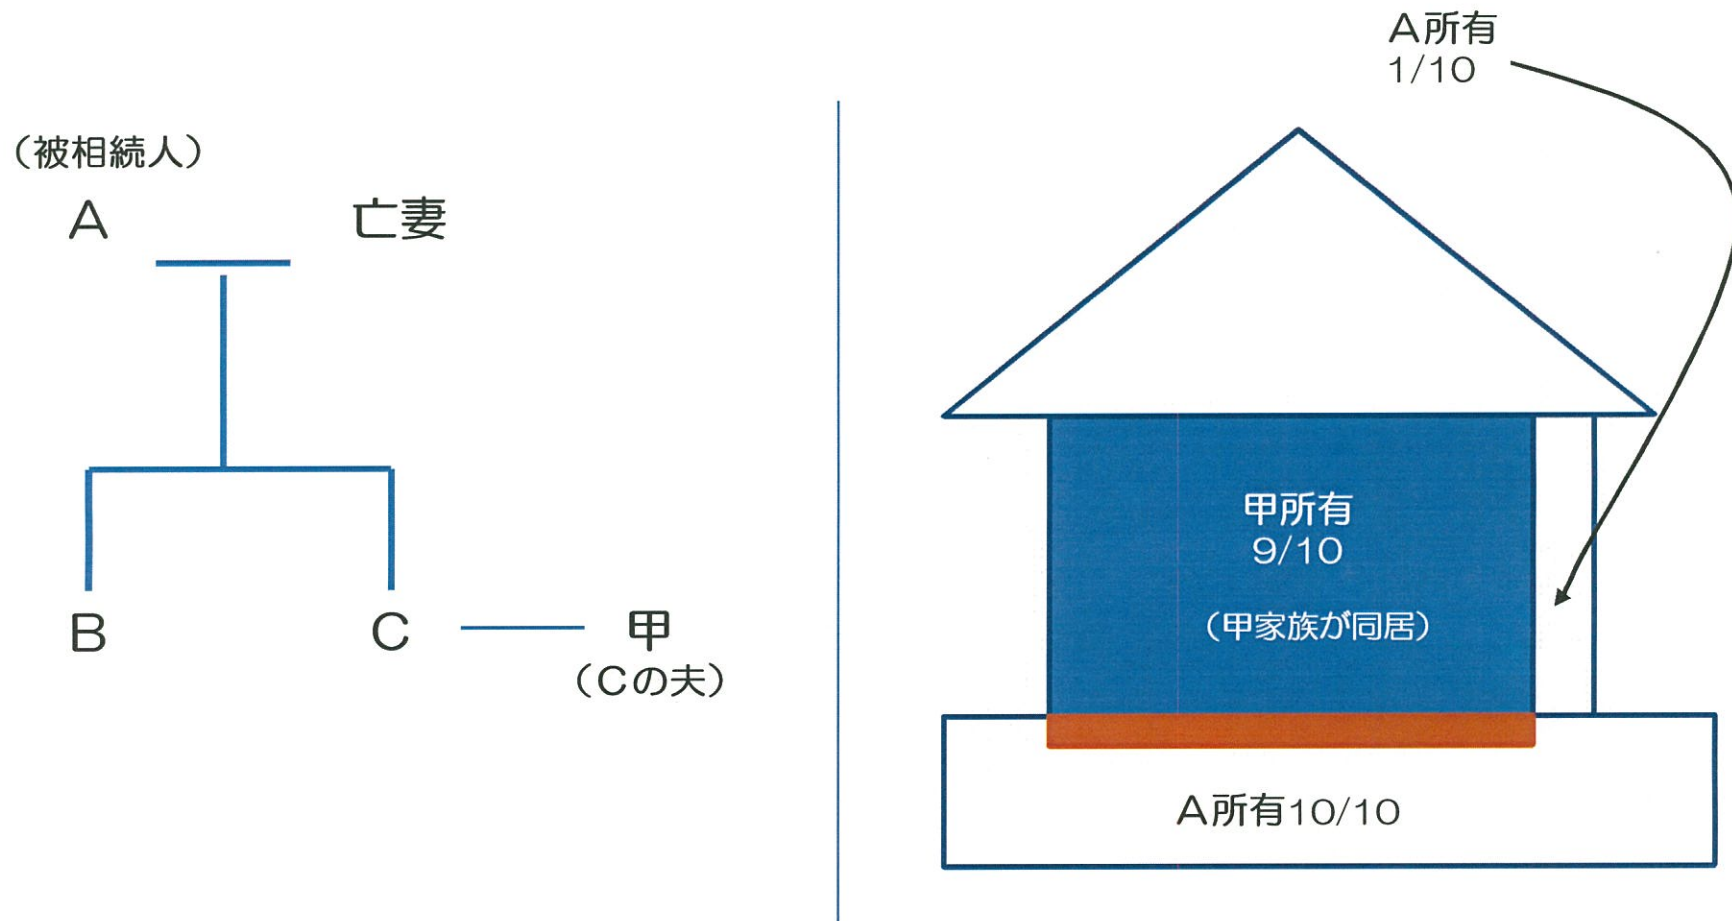 （被相続人）
A 亡妻
B C 甲
（Cの夫）
A所有
1/10
甲所有
9/10
（甲家族が同居）
A所有10/10